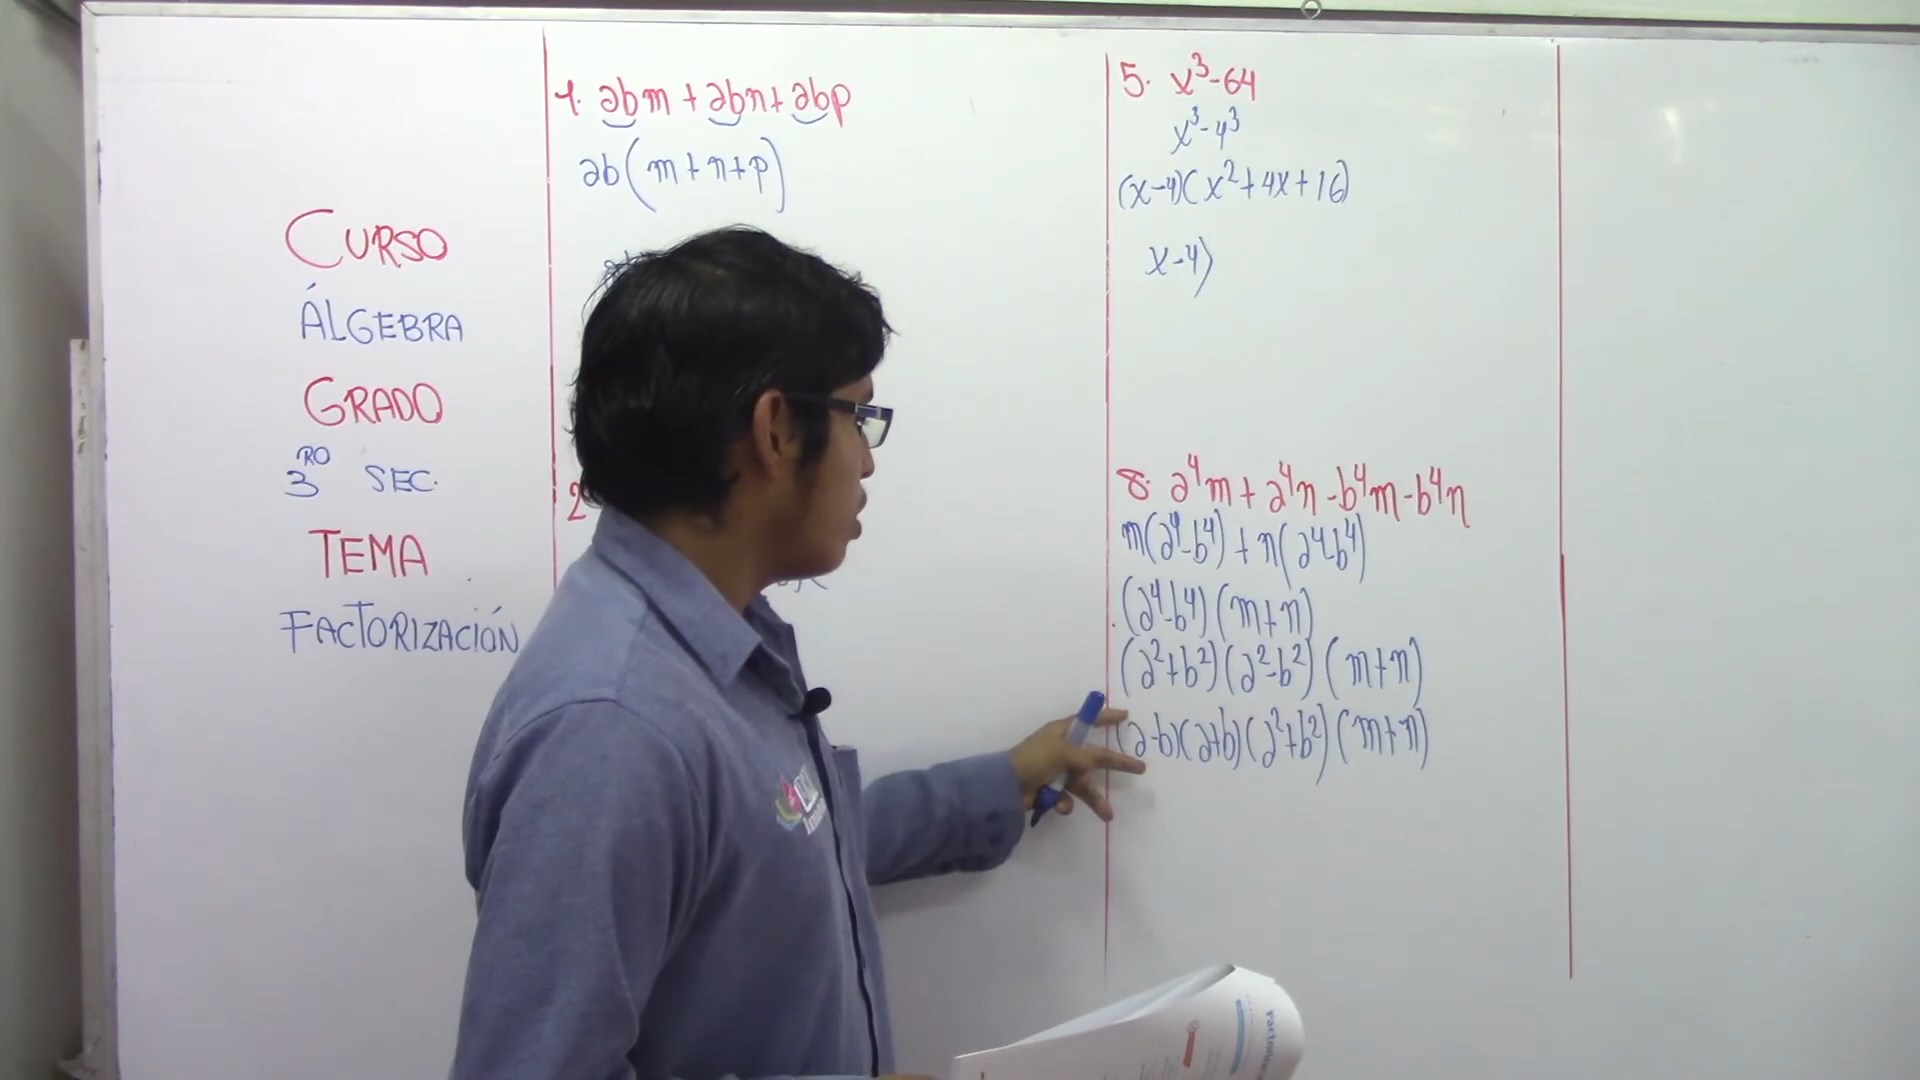 CURSO
ÁLGEBRA
GRADO
3RO SEC.
TEMA
FACTORIZACIÓN
1. abm + abn + abp
ab(m+n+p)
2
5. x³-64
x³-4³
(x-4)(x²+4x+16)
x-4)
8. a⁴m + a⁴n - b⁴m - b⁴n
m(a⁴-b⁴) + n(a⁴-b⁴)
(a⁴-b⁴)(m+n)
(a²+b²)(a²-b²)(m+n)
(a-b)(a+b)(a²+b²)(m+n)